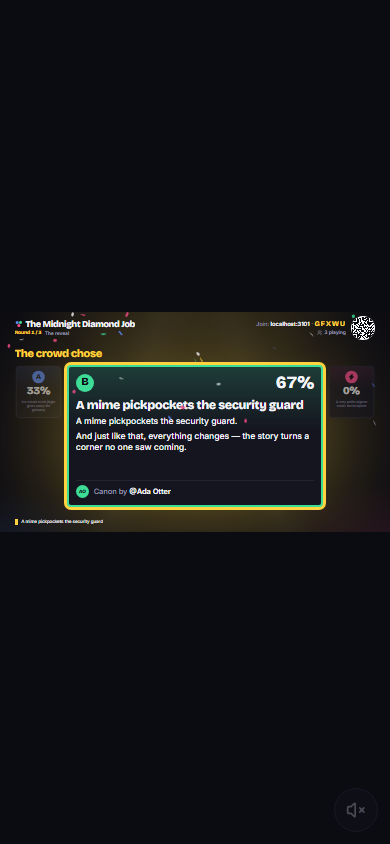 The Midnight Diamond Job
Join: localhost:3101 · GFXWU
Round 1 / 3 The reveal
3 playing
The crowd chose
A
33%
B
67%
A mime pickpockets the security guard
A mime pickpockets the security guard.
And just like that, everything changes — the story turns a
corner no one saw coming.
AO Canon by @Ada Otter
0%
A mime pickpockets the security guard